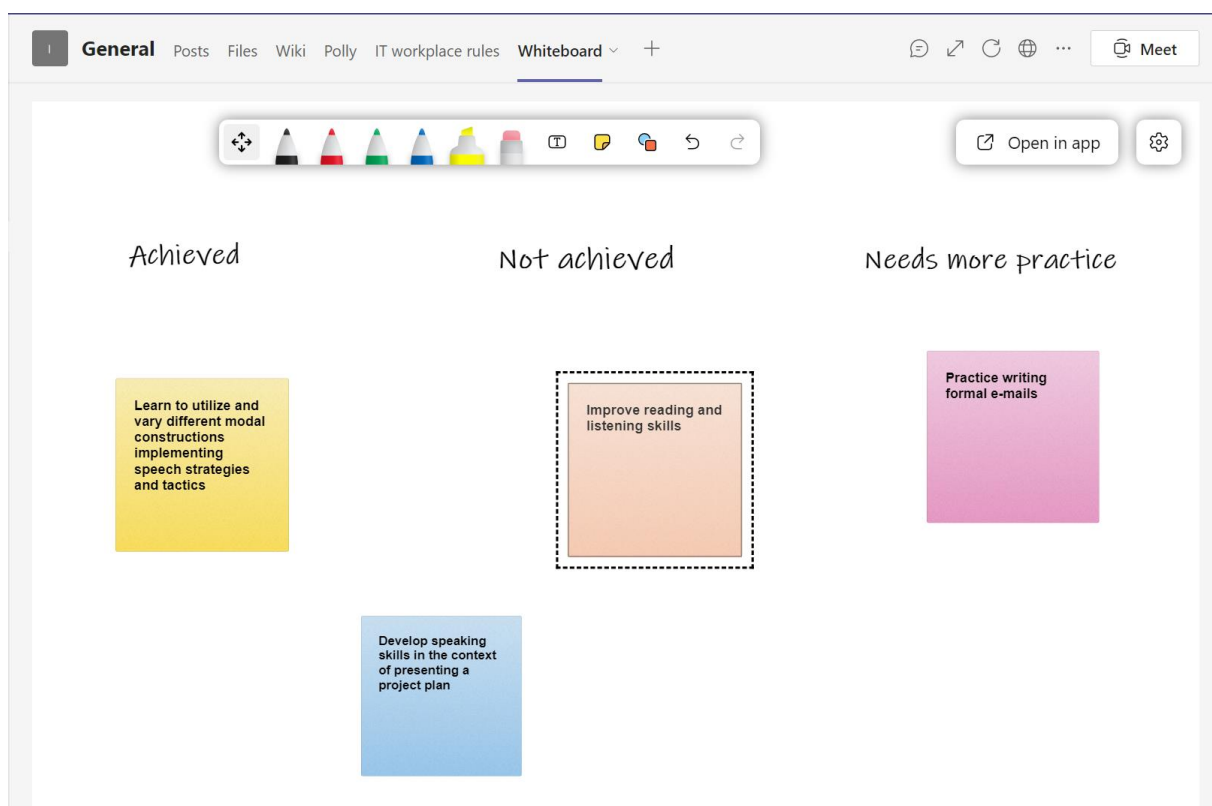 I
General Posts Files Wiki Polly IT workplace rules Whiteboard Meet
T Open in app
Achieved
Not achieved
Needs more practice
Learn to utilize and
vary different modal
constructions
implementing
speech strategies
and tactics
Improve reading and
listening skills
Practice writing
formal e-mails
Develop speaking
skills in the context
of presenting a
project plan